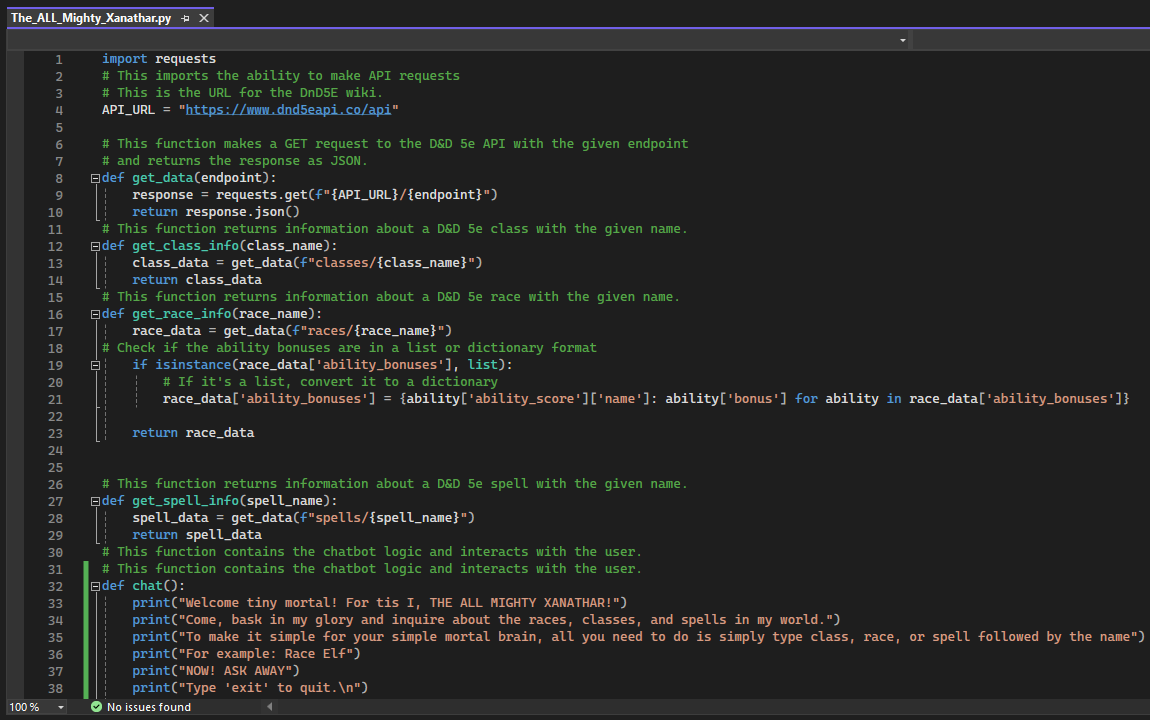 The_ALL_Mighty_Xanathar.py
1 import requests
2 # This imports the ability to make API requests
3 # This is the URL for the DnD5E wiki.
4 API_URL = "https://www.dnd5eapi.co/api"
5
6 # This function makes a GET request to the D&D 5e API with the given endpoint
7 # and returns the response as JSON.
8 def get_data(endpoint):
9     response = requests.get(f"{API_URL}/{endpoint}")
10     return response.json()
11 # This function returns information about a D&D 5e class with the given name.
12 def get_class_info(class_name):
13     class_data = get_data(f"classes/{class_name}")
14     return class_data
15 # This function returns information about a D&D 5e race with the given name.
16 def get_race_info(race_name):
17     race_data = get_data(f"races/{race_name}")
18 # Check if the ability bonuses are in a list or dictionary format
19     if isinstance(race_data['ability_bonuses'], list):
20         # If it's a list, convert it to a dictionary
21         race_data['ability_bonuses'] = {ability['ability_score']['name']: ability['bonus'] for ability in race_data['ability_bonuses']}
22
23     return race_data
24
25
26 # This function returns information about a D&D 5e spell with the given name.
27 def get_spell_info(spell_name):
28     spell_data = get_data(f"spells/{spell_name}")
29     return spell_data
30 # This function contains the chatbot logic and interacts with the user.
31 # This function contains the chatbot logic and interacts with the user.
32 def chat():
33     print("Welcome tiny mortal! For tis I, THE ALL MIGHTY XANATHAR!")
34     print("Come, bask in my glory and inquire about the races, classes, and spells in my world.")
35     print("To make it simple for your simple mortal brain, all you need to do is simply type class, race, or spell followed by the name")
36     print("For example: Race Elf")
37     print("NOW! ASK AWAY")
38     print("Type 'exit' to quit.\n")
100 % No issues found